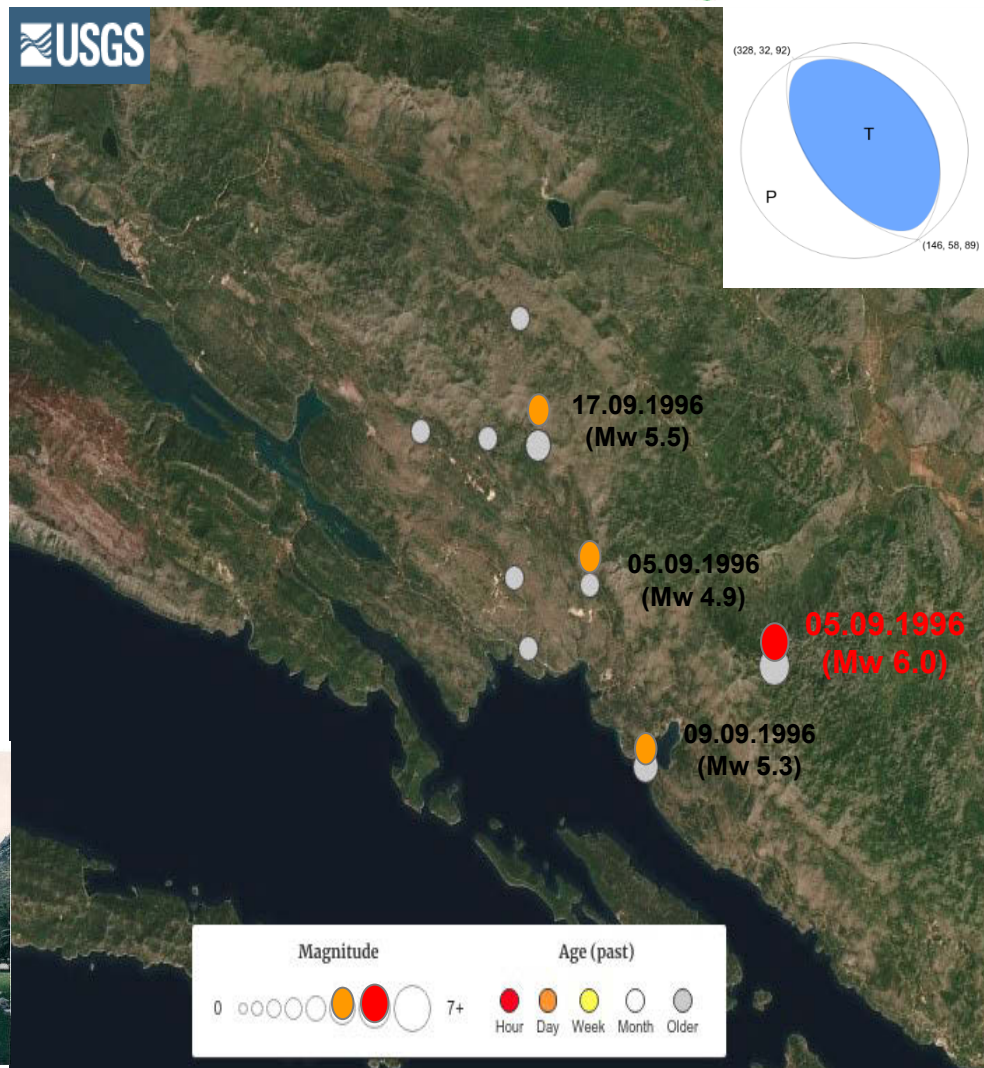 USGS
(328, 32, 92)
T
P
(146, 58, 89)
17.09.1996
(Mw 5.5)
05.09.1996
(Mw 4.9)
05.09.1996
(Mw 6.0)
09.09.1996
(Mw 5.3)
Magnitude
0 7+
Age (past)
Hour Day Week Month Older